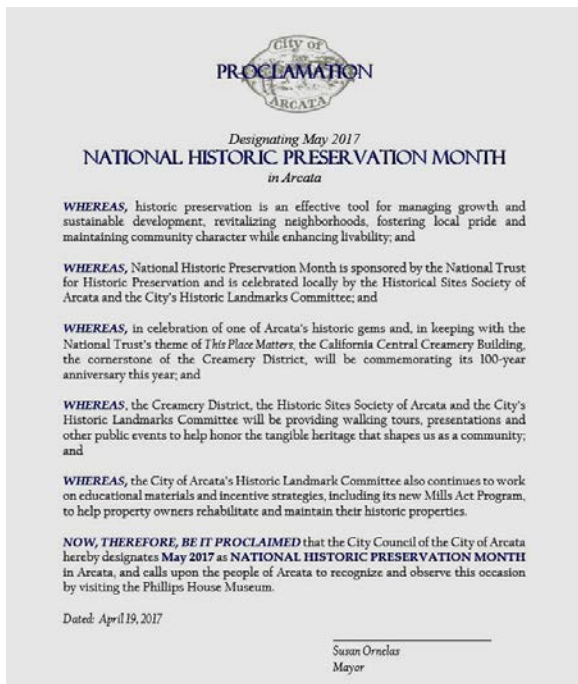 City of
PROCLAMATION
ARCATA
Designating May 2017
NATIONAL HISTORIC PRESERVATION MONTH
in Arcata
WHEREAS, historic preservation is an effective tool for managing growth and
sustainable development, revitalizing neighborhoods, fostering local pride and
maintaining community character while enhancing livability; and
WHEREAS, National Historic Preservation Month is sponsored by the National Trust
for Historic Preservation and is celebrated locally by the Historical Sites Society of
Arcata and the City's Historic Landmarks Committee; and
WHEREAS, in celebration of one of Arcata's historic gems and, in keeping with the
National Trust's theme of This Place Matters, the California Central Creamery Building,
the cornerstone of the Creamery District, will be commemorating its 100-year
anniversary this year; and
WHEREAS, the Creamery District, the Historic Sites Society of Arcata and the City's
Historic Landmarks Committee will be providing walking tours, presentations and
other public events to help honor the tangible heritage that shapes us as a community;
and
WHEREAS, the City of Arcata's Historic Landmark Committee also continues to work
on educational materials and incentive strategies, including its new Mills Act Program,
to help property owners rehabilitate and maintain their historic properties.
NOW, THEREFORE, BE IT PROCLAIMED that the City Council of the City of Arcata
hereby designates May 2017 as NATIONAL HISTORIC PRESERVATION MONTH
in Arcata, and calls upon the people of Arcata to recognize and observe this occasion
by visiting the Phillips House Museum.
Dated: April 19, 2017
Susan Ornelas
Mayor